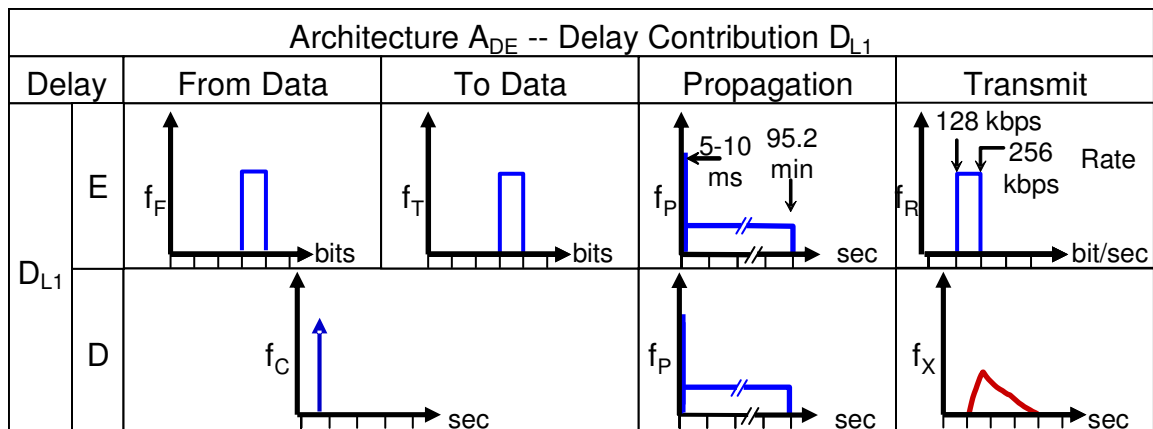 Architecture A_DE -- Delay Contribution D_L1
Delay From Data To Data Propagation Transmit
D_L1
E
f_F
bits
f_T
bits
f_P
5-10
ms
95.2
min
sec
f_R
128 kbps
256
kbps
Rate
bit/sec
D
f_C
sec
f_P
sec
f_X
sec